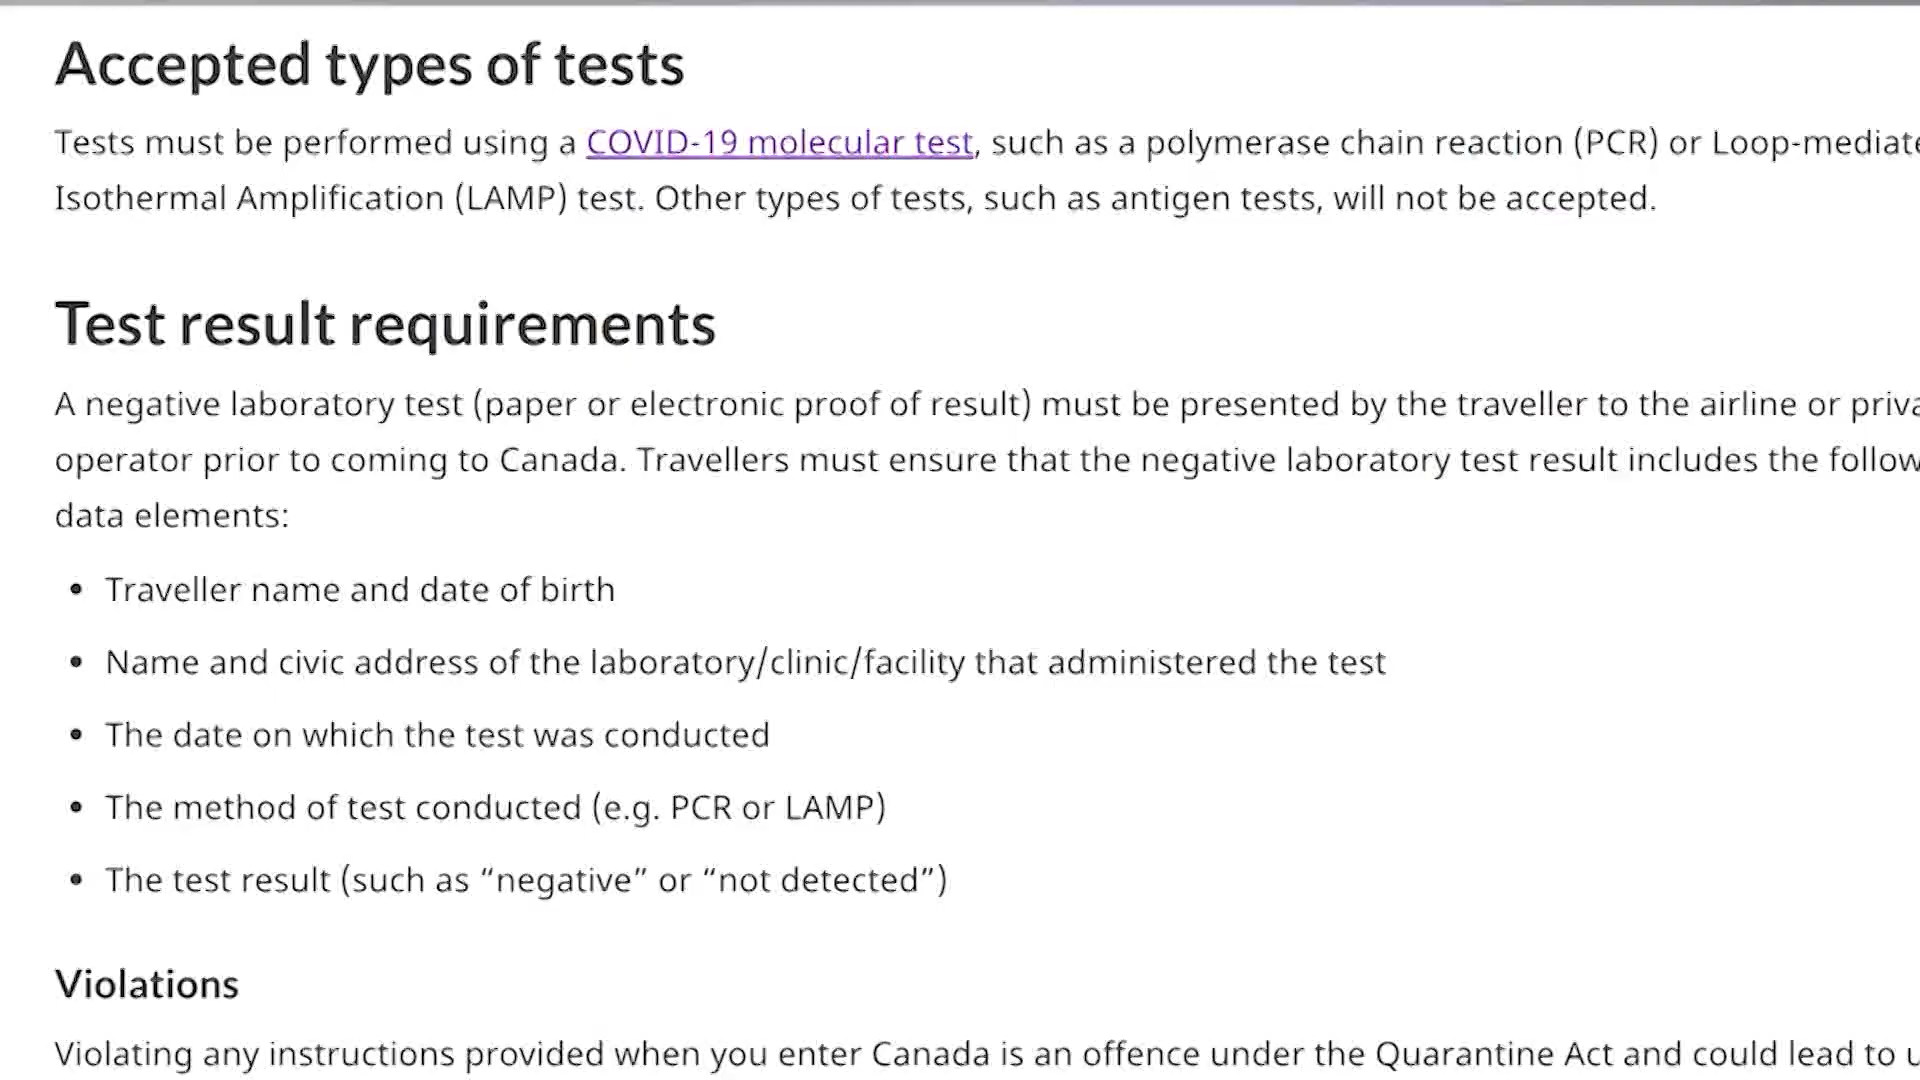 Accepted types of tests
Tests must be performed using a COVID-19 molecular test, such as a polymerase chain reaction (PCR) or Loop-mediate
Isothermal Amplification (LAMP) test. Other types of tests, such as antigen tests, will not be accepted.
Test result requirements
A negative laboratory test (paper or electronic proof of result) must be presented by the traveller to the airline or priva
operator prior to coming to Canada. Travellers must ensure that the negative laboratory test result includes the follow
data elements:
• Traveller name and date of birth
• Name and civic address of the laboratory/clinic/facility that administered the test
• The date on which the test was conducted
• The method of test conducted (e.g. PCR or LAMP)
• The test result (such as “negative” or “not detected”)
Violations
Violating any instructions provided when you enter Canada is an offence under the Quarantine Act and could lead to u